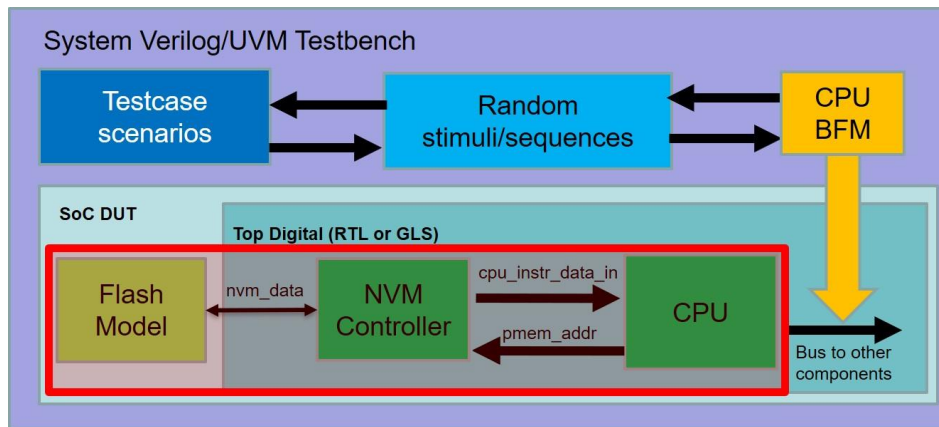 System Verilog/UVM Testbench
Testcase
scenarios
Random
stimuli/sequences
CPU
BFM
SoC DUT
Top Digital (RTL or GLS)
Flash
Model
nvm_data
NVM
Controller
cpu_instr_data_in
pmem_addr
CPU
Bus to other
components